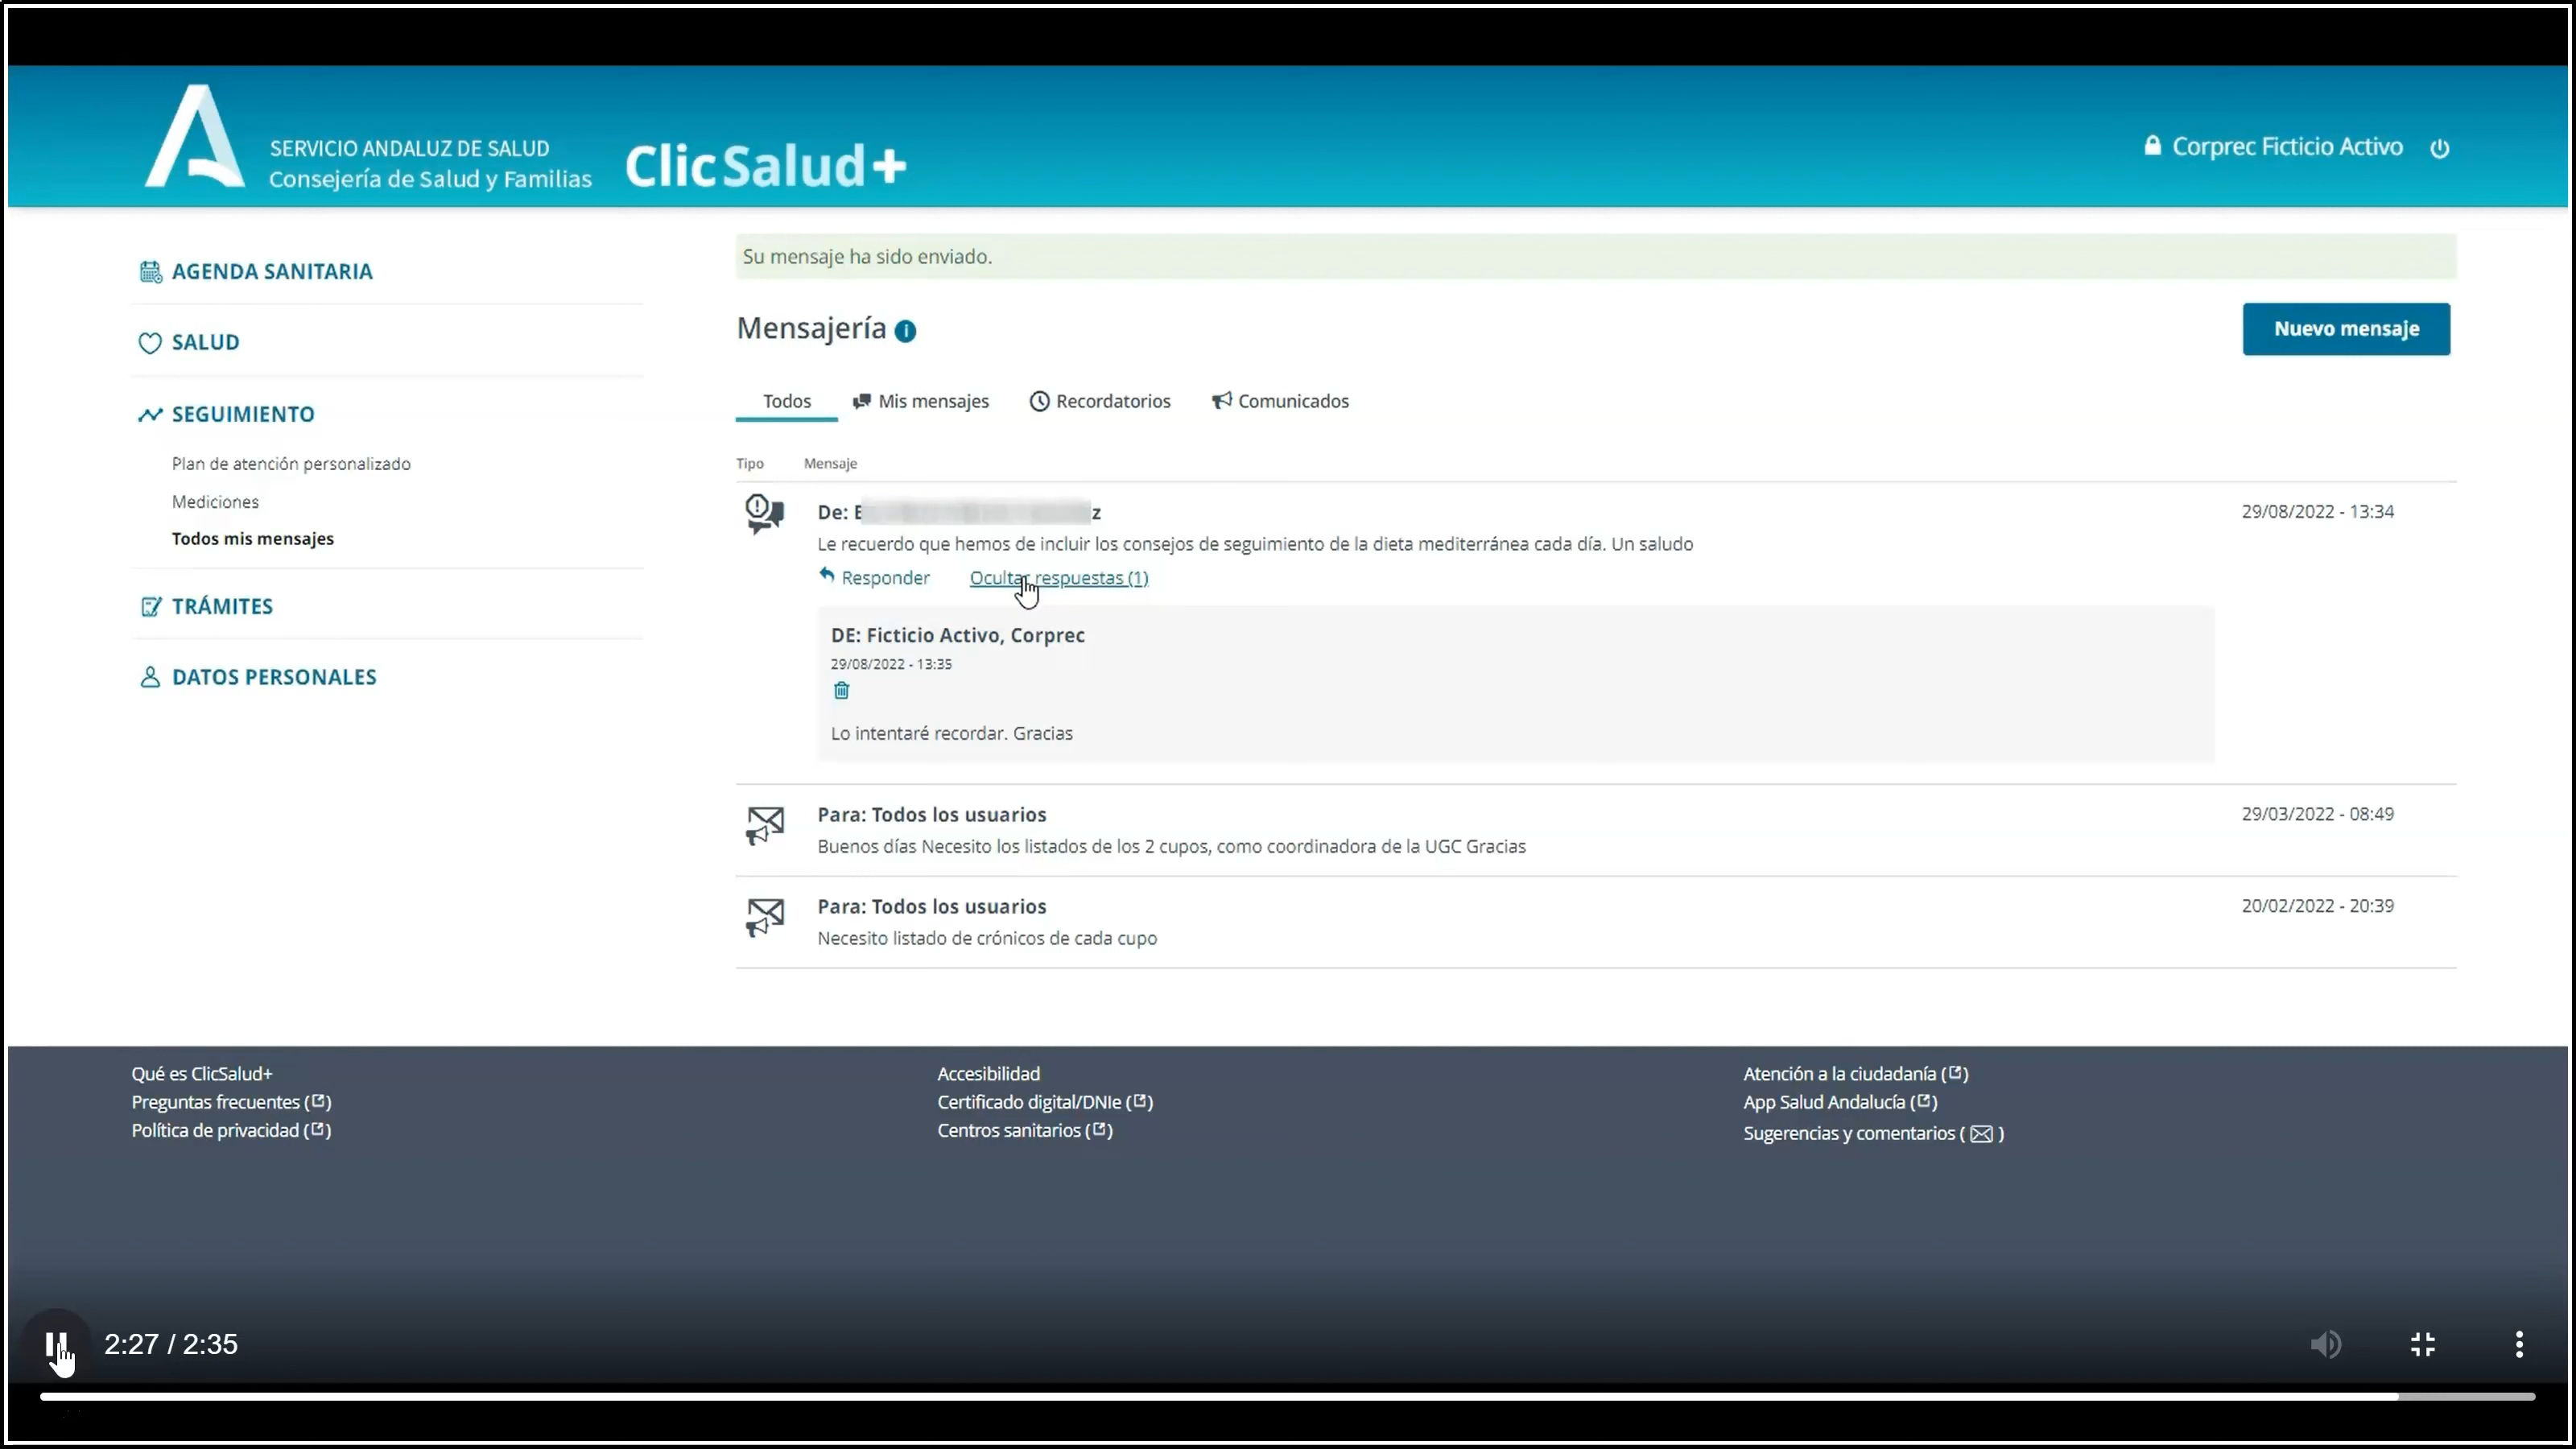 SERVICIO ANDALUZ DE SALUD
Consejería de Salud y Familias
ClicSalud+
Corprec Ficticio Activo
AGENDA SANITARIA
SALUD
SEGUIMIENTO
Plan de atención personalizado
Mediciones
Todos mis mensajes
TRÁMITES
DATOS PERSONALES
Su mensaje ha sido enviado.
Mensajería
Nuevo mensaje
Todos Mis mensajes Recordatorios Comunicados
Tipo Mensaje
De: 29/08/2022 - 13:34
Le recuerdo que hemos de incluir los consejos de seguimiento de la dieta mediterránea cada día. Un saludo
Responder Ocultar respuestas (1)
DE: Ficticio Activo, Corprec
29/08/2022 - 13:35
Lo intentaré recordar. Gracias
Para: Todos los usuarios 29/03/2022 - 08:49
Buenos días Necesito los listados de los 2 cupos, como coordinadora de la UGC Gracias
Para: Todos los usuarios 20/02/2022 - 20:39
Necesito listado de crónicos de cada cupo
Qué es ClicSalud+
Preguntas frecuentes ()
Política de privacidad ()
Accesibilidad
Certificado digital/DNIe ()
Centros sanitarios ()
Atención a la ciudadanía ()
App Salud Andalucía ()
Sugerencias y comentarios ( )
2:27 / 2:35